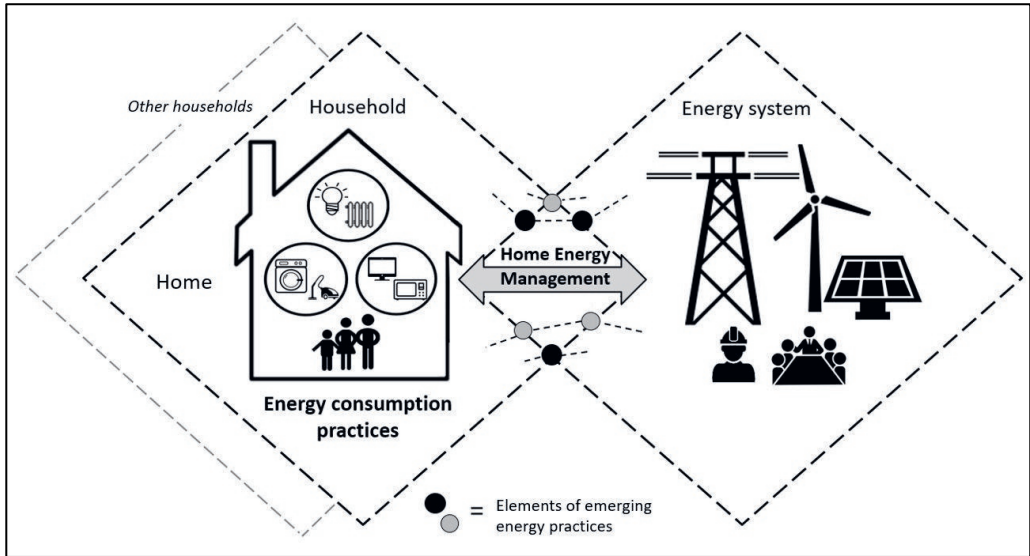 Other households
Household
Energy system
Home
Home Energy
Management
Energy consumption
practices
= Elements of emerging
energy practices